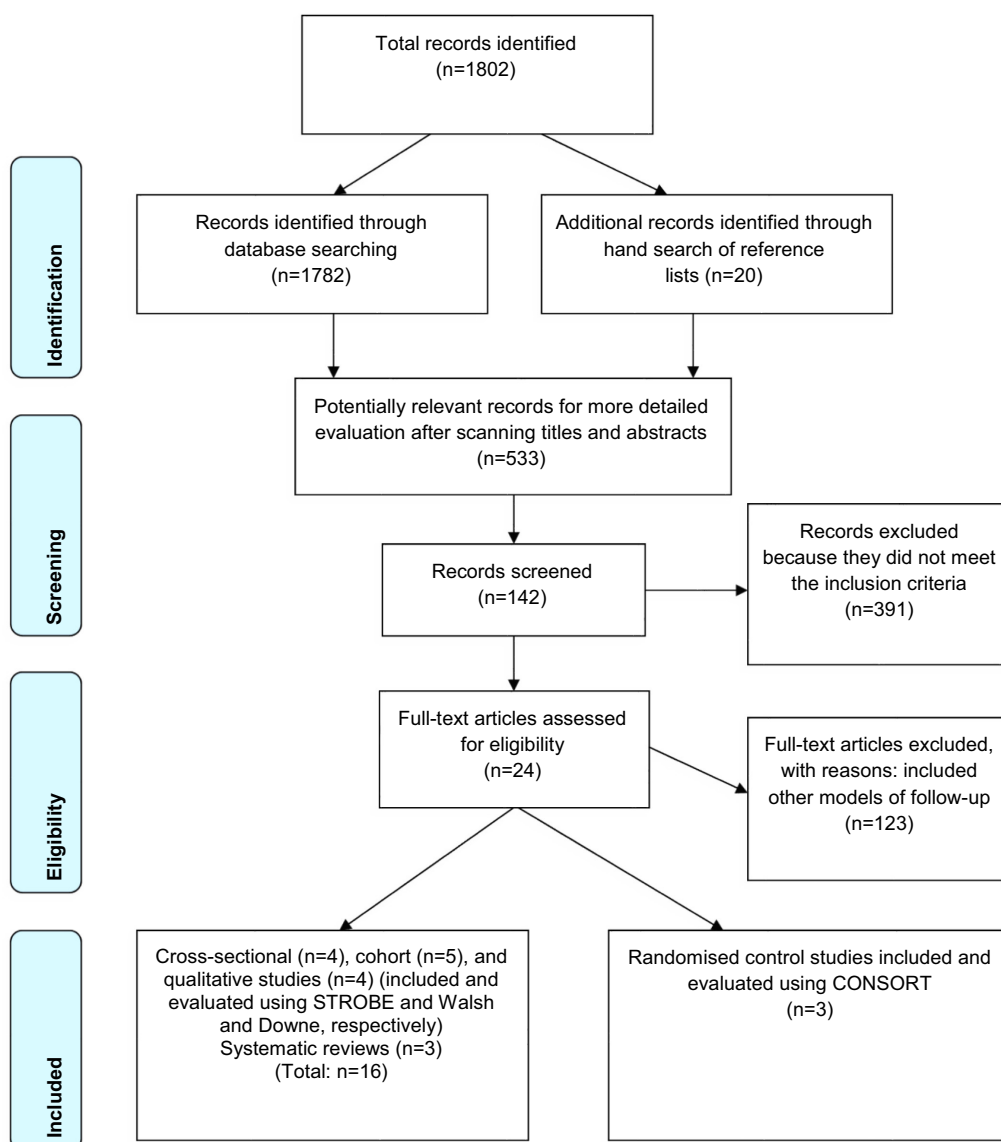 Total records identified
(n=1802)
Identification
Records identified through
database searching
(n=1782)
Additional records identified through
hand search of reference
lists (n=20)
Potentially relevant records for more detailed
evaluation after scanning titles and abstracts
(n=533)
Screening
Records screened
(n=142)
Records excluded
because they did not meet
the inclusion criteria
(n=391)
Eligibility
Full-text articles assessed
for eligibility
(n=24)
Full-text articles excluded,
with reasons: included
other models of follow-up
(n=123)
Included
Cross-sectional (n=4), cohort (n=5), and
qualitative studies (n=4) (included and
evaluated using STROBE and Walsh
and Downe, respectively)
Systematic reviews (n=3)
(Total: n=16)
Randomised control studies included and
evaluated using CONSORT
(n=3)